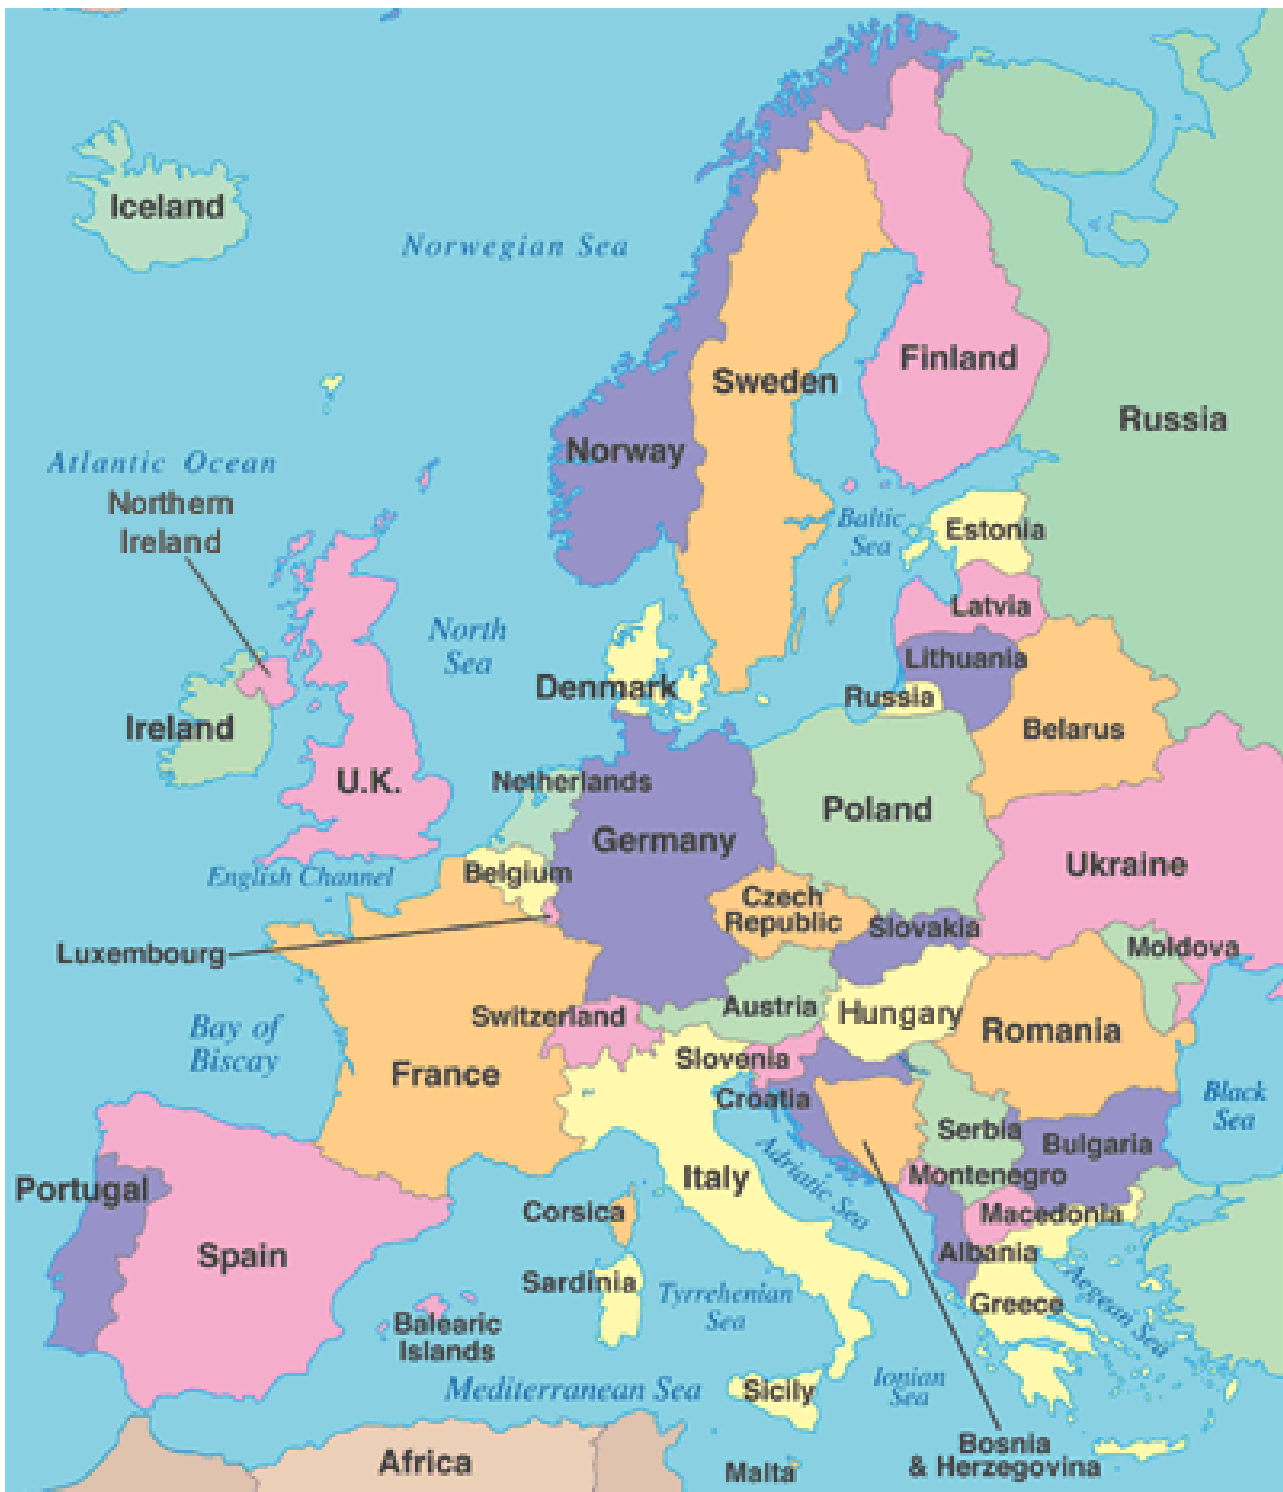 Iceland
Norwegian Sea
Sweden
Finland
Russia
Norway
Atlantic Ocean
Northern
Ireland
Baltic
Sea
Estonia
Latvia
North
Sea
Lithuania
Denmark
Russia
Ireland
Belarus
U.K.
Netherlands
Poland
Germany
Ukraine
English Channel
Belgium
Czech
Republic
Slovakia
Luxembourg
Moldova
Switzerland
Austria
Hungary
Romania
Bay of
Biscay
France
Slovenia
Croatia
Black
Sea
Serbia
Bulgaria
Adriatic Sea
Italy
Montenegro
Portugal
Corsica
Macedonia
Spain
Albania
Sardinia
Tyrrehenian
Sea
Aegean Sea
Greece
Balearic
Islands
Mediterranean Sea
Sicily
Ionian
Sea
Bosnia
& Herzegovina
Africa
Malta